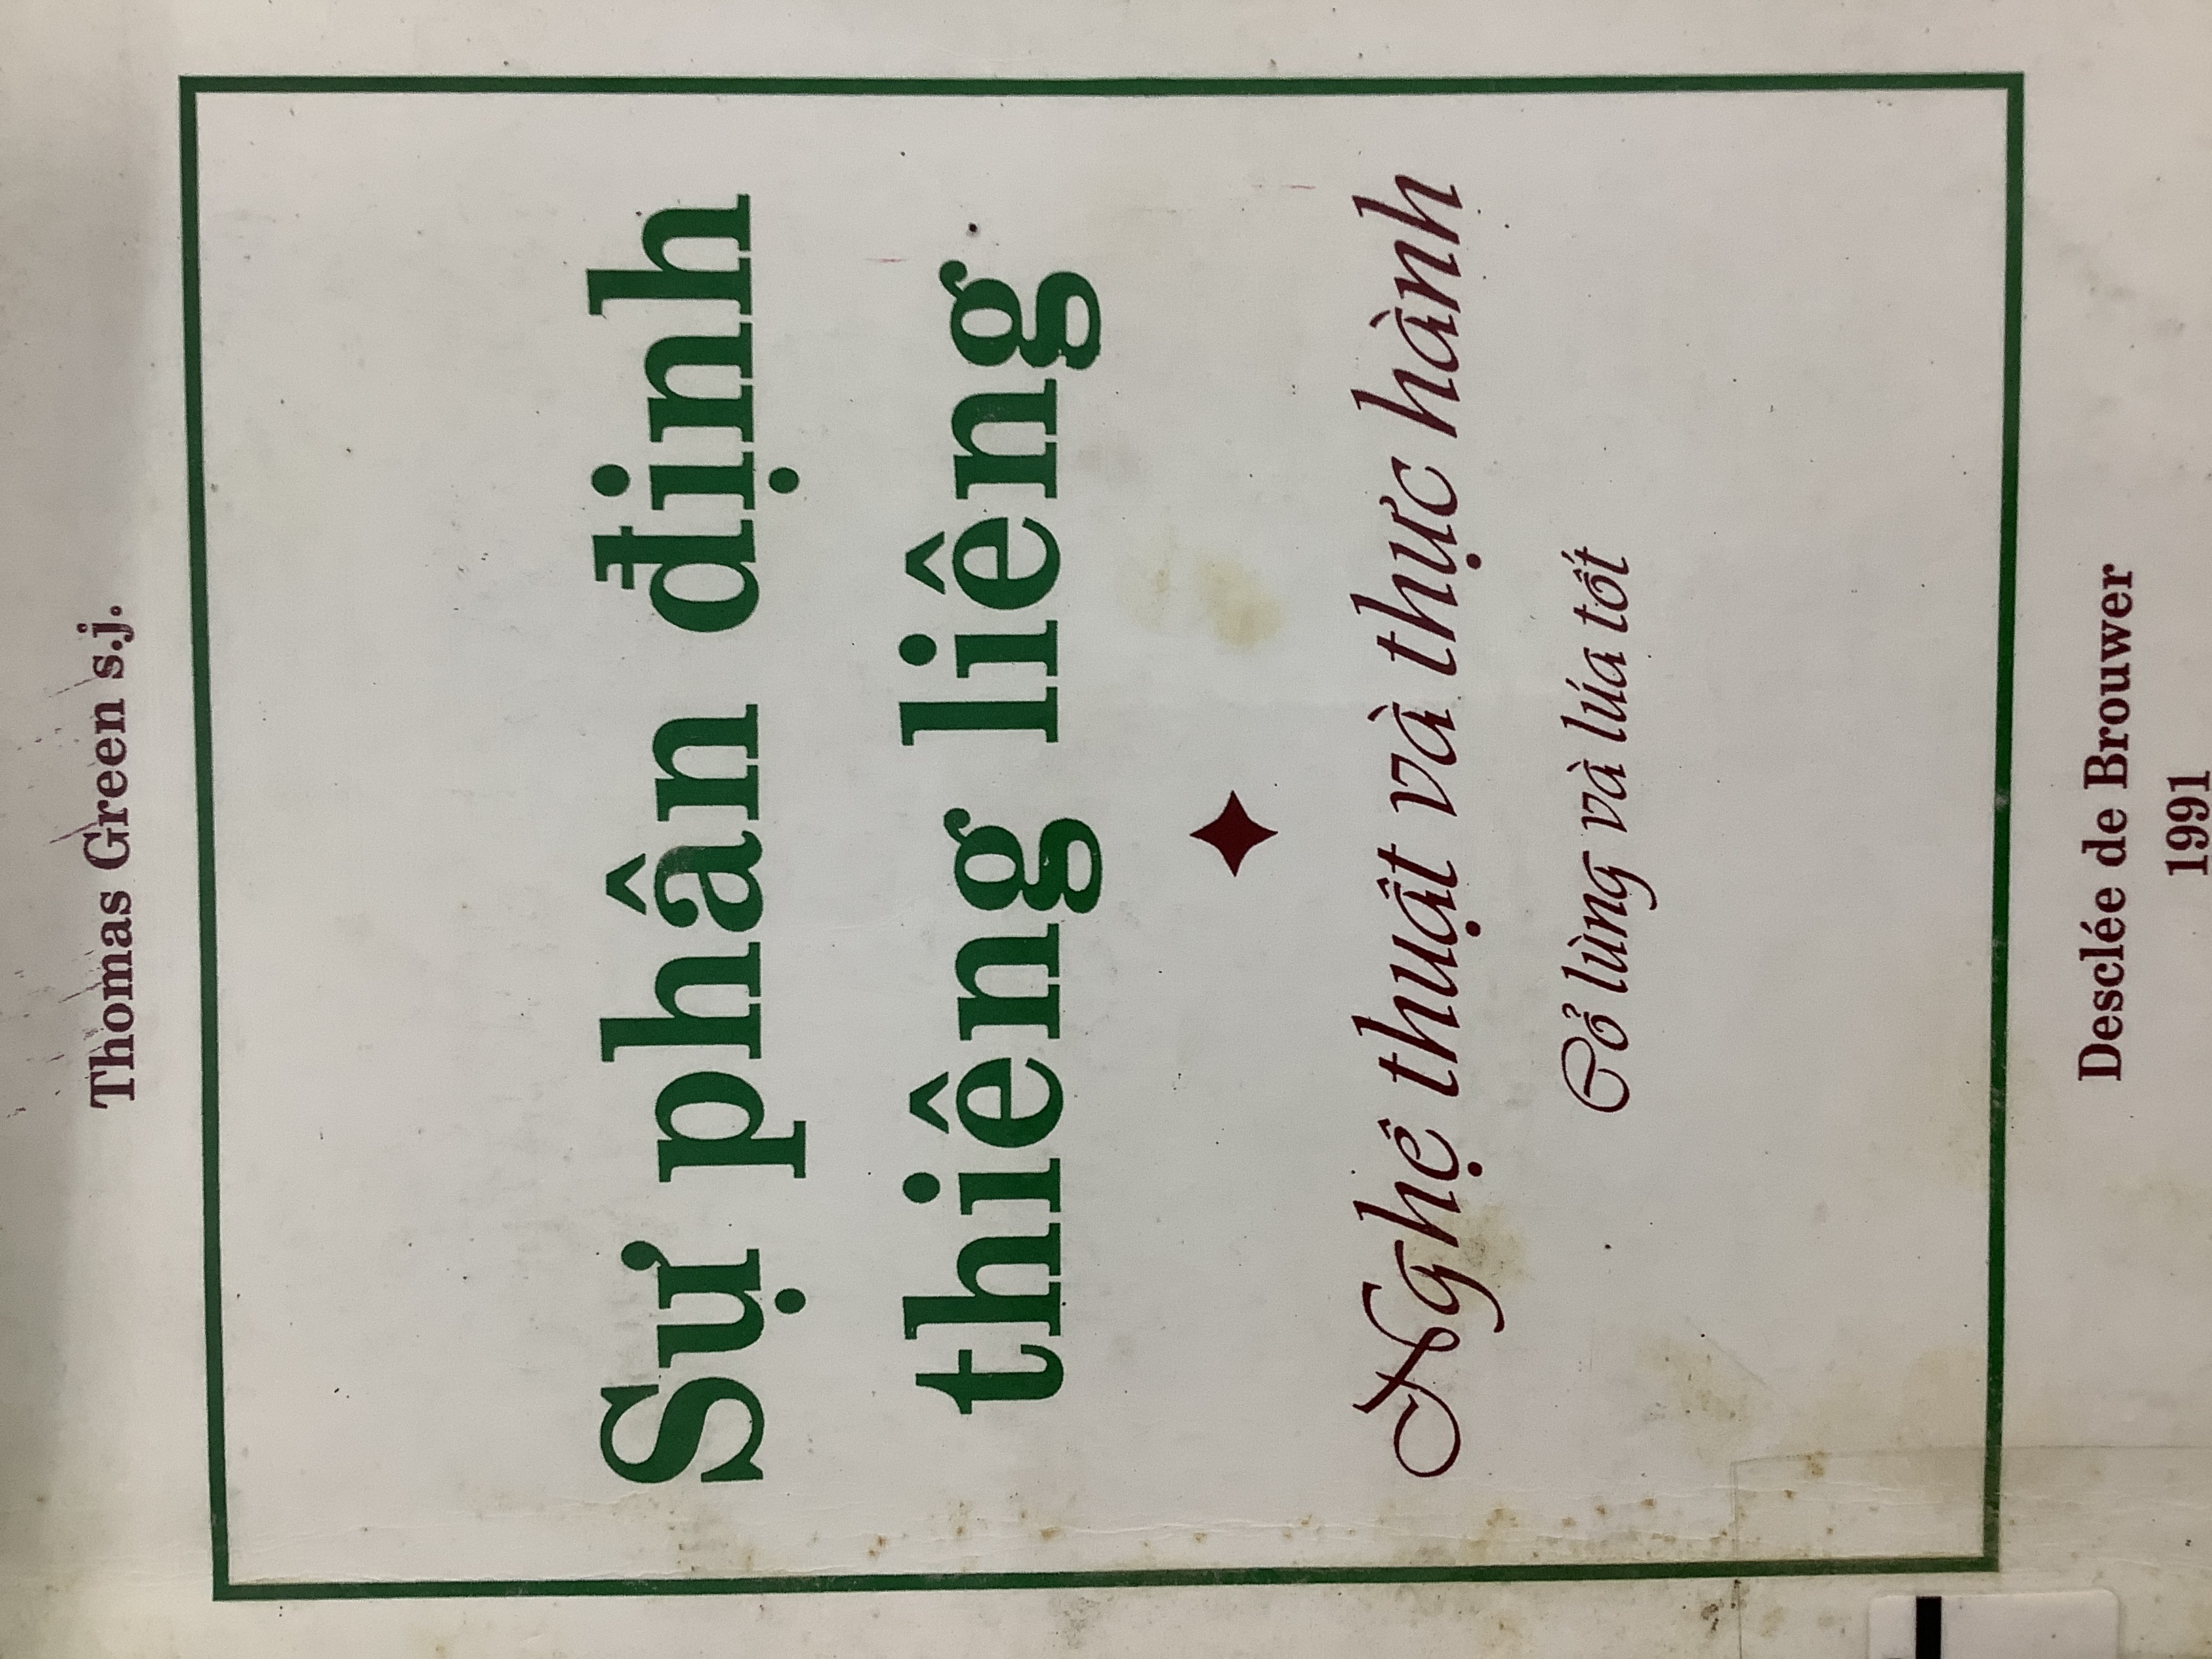 Thomas Green s.j.
Sự phân định
thiêng liêng
Nghệ thuật và thực hành
Cỏ lùng và lúa tốt
Desclée de Brouwer
1991